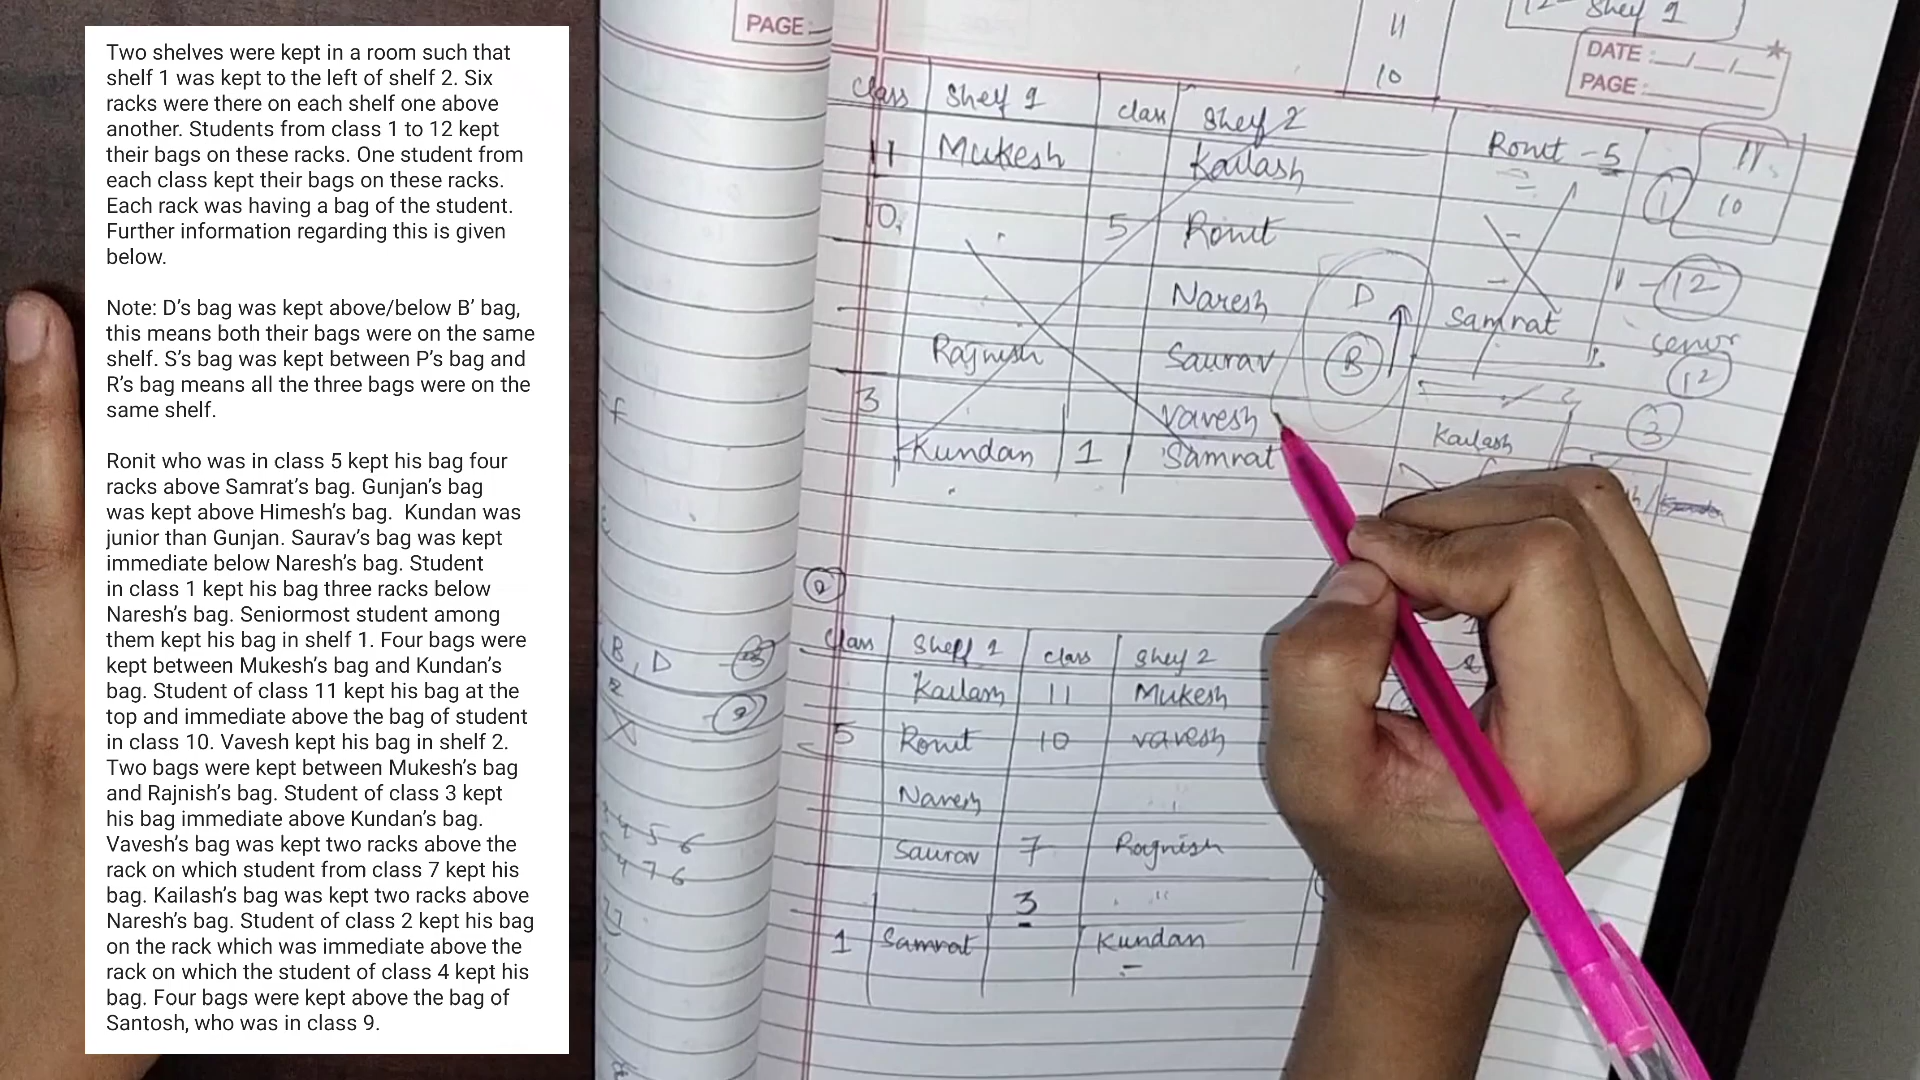 Two shelves were kept in a room such that
shelf 1 was kept to the left of shelf 2. Six
racks were there on each shelf one above
another. Students from class 1 to 12 kept
their bags on these racks. One student from
each class kept their bags on these racks.
Each rack was having a bag of the student.
Further information regarding this is given
below.
Note: D’s bag was kept above/below B’ bag,
this means both their bags were on the same
shelf. S’s bag was kept between P’s bag and
R’s bag means all the three bags were on the
same shelf.
Ronit who was in class 5 kept his bag four
racks above Samrat’s bag. Gunjan’s bag
was kept above Himesh’s bag. Kundan was
junior than Gunjan. Saurav’s bag was kept
immediate below Naresh’s bag. Student
in class 1 kept his bag three racks below
Naresh’s bag. Seniormost student among
them kept his bag in shelf 1. Four bags were
kept between Mukesh’s bag and Kundan’s
bag. Student of class 11 kept his bag at the
top and immediate above the bag of student
in class 10. Vavesh kept his bag in shelf 2.
Two bags were kept between Mukesh’s bag
and Rajnish’s bag. Student of class 3 kept
his bag immediate above Kundan’s bag.
Vavesh’s bag was kept two racks above the
rack on which student from class 7 kept his
bag. Kailash’s bag was kept two racks above
Naresh’s bag. Student of class 2 kept his bag
on the rack which was immediate above the
rack on which the student of class 4 kept his
bag. Four bags were kept above the bag of
Santosh, who was in class 9.
PAGE:
11
10
Shey 1
DATE:
PAGE:
class Shey 1 class Shey 2
11 Mukesh Kailash
10 5 Ronit
Naresh
Rajnish Saurav
3 Vavesh
Kundan 1 Samrat
D
B
Ronit - 5
Samrat
Kailash
1
11
10
12
senior
12
3
2
Class Shelf 1 class Shey 2
Kailash 11 Mukesh
5 Ronit 10 Vavesh
Naresh
Saurav 7 Rajnish
3
1 Samrat Kundan
B, D